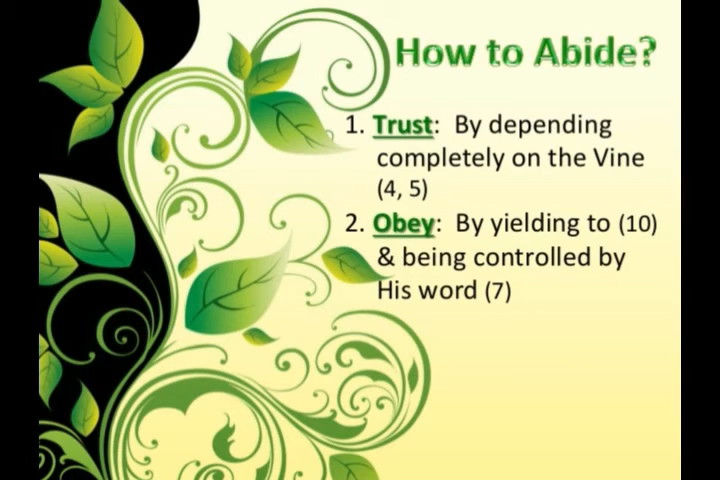 How to Abide?
1. Trust: By depending
completely on the Vine
(4, 5)
2. Obey: By yielding to (10)
& being controlled by
His word (7)